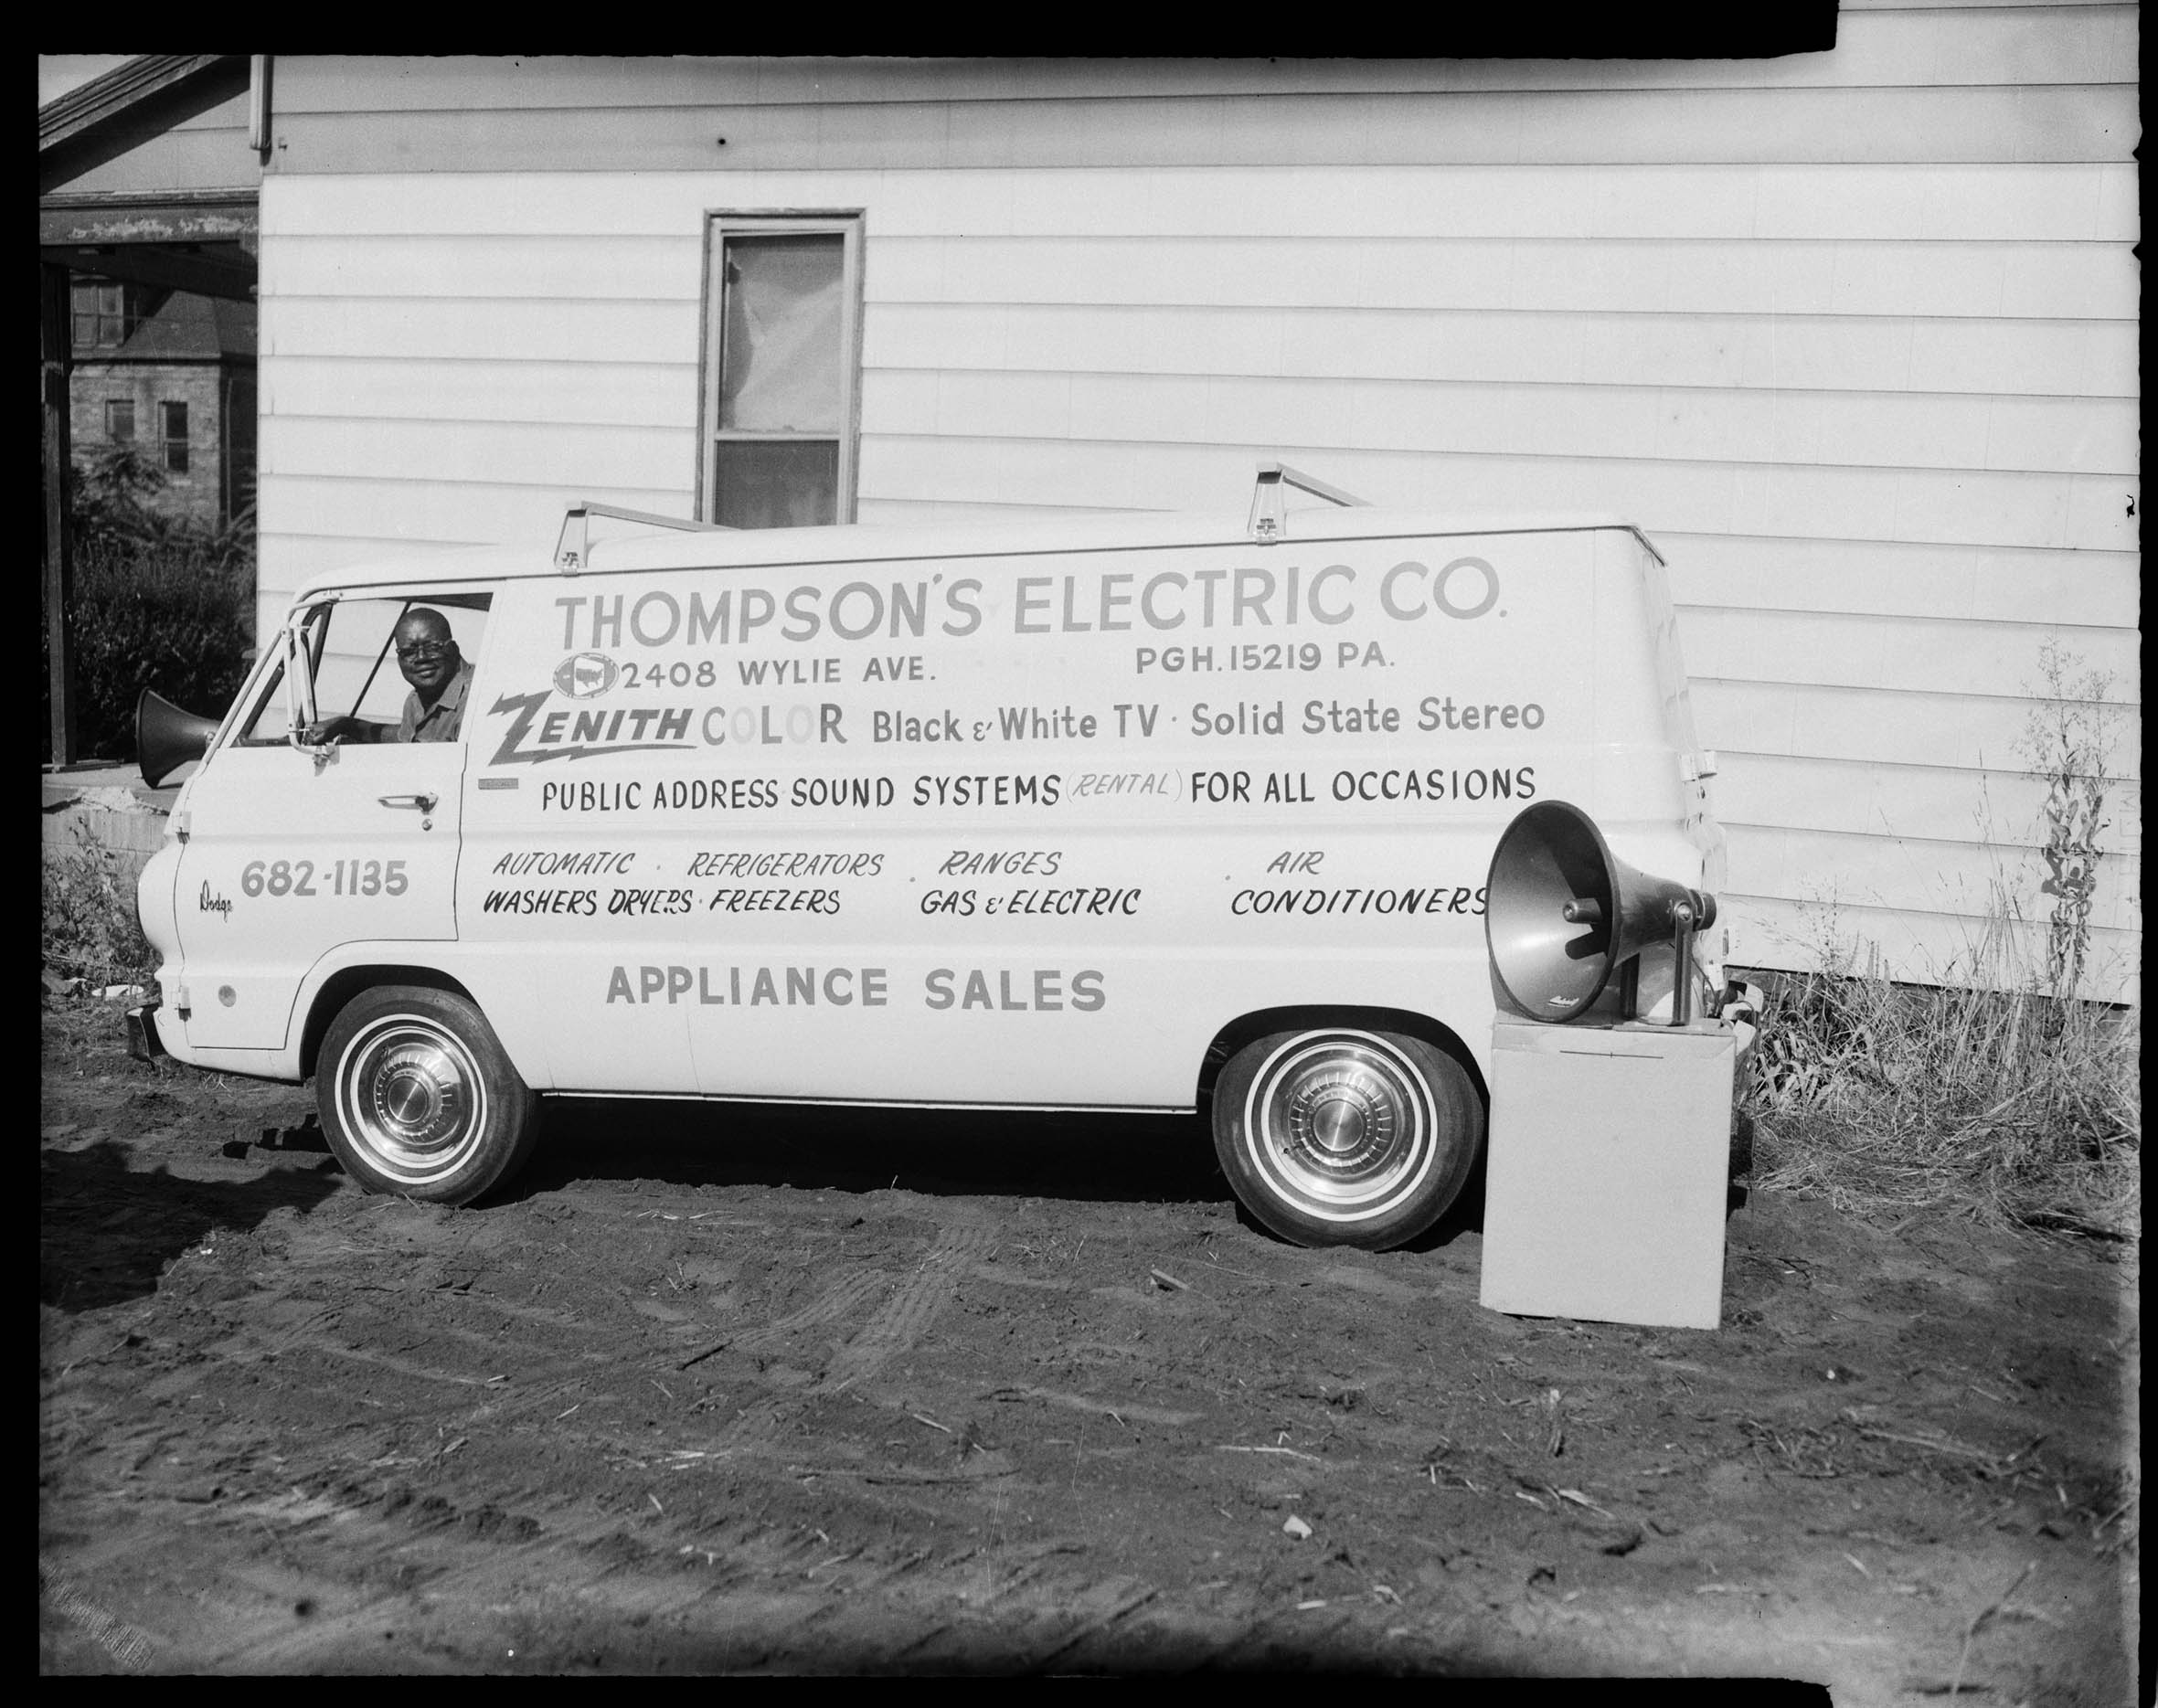 THOMPSON'S ELECTRIC CO.
2408 WYLIE AVE. PGH. 15219 PA.
ZENITH COLOR Black & White TV · Solid State Stereo
PUBLIC ADDRESS SOUND SYSTEMS (RENTAL) FOR ALL OCCASIONS
AUTOMATIC · REFRIGERATORS · RANGES · AIR
WASHERS DRYERS · FREEZERS GAS & ELECTRIC CONDITIONERS
682-1135
Dodge
APPLIANCE SALES